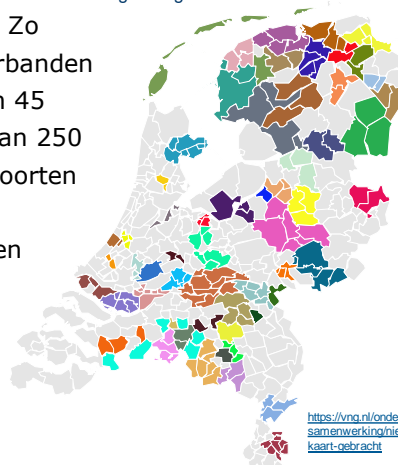 Zo
rbanden
45
an 250
oorten
en
https://vng.nl/onde
samenwerking/nie
kaart-gebracht